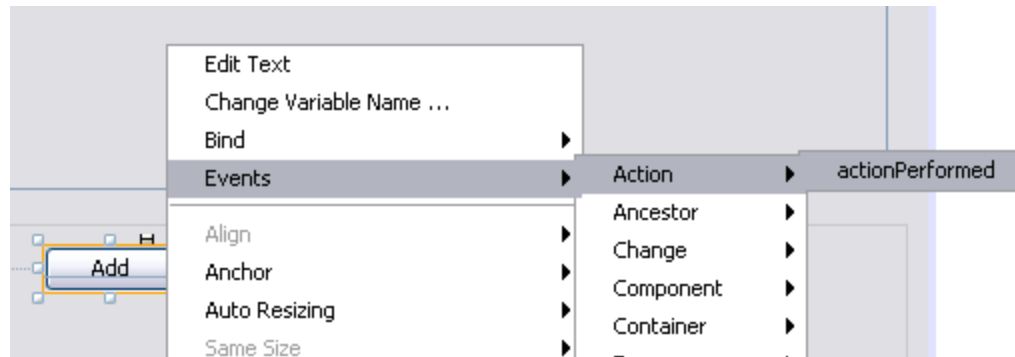 Edit Text
Change Variable Name ...
Bind
Events
Align
Anchor
Auto Resizing
Same Size
Action
Ancestor
Change
Component
Container
actionPerformed
Add